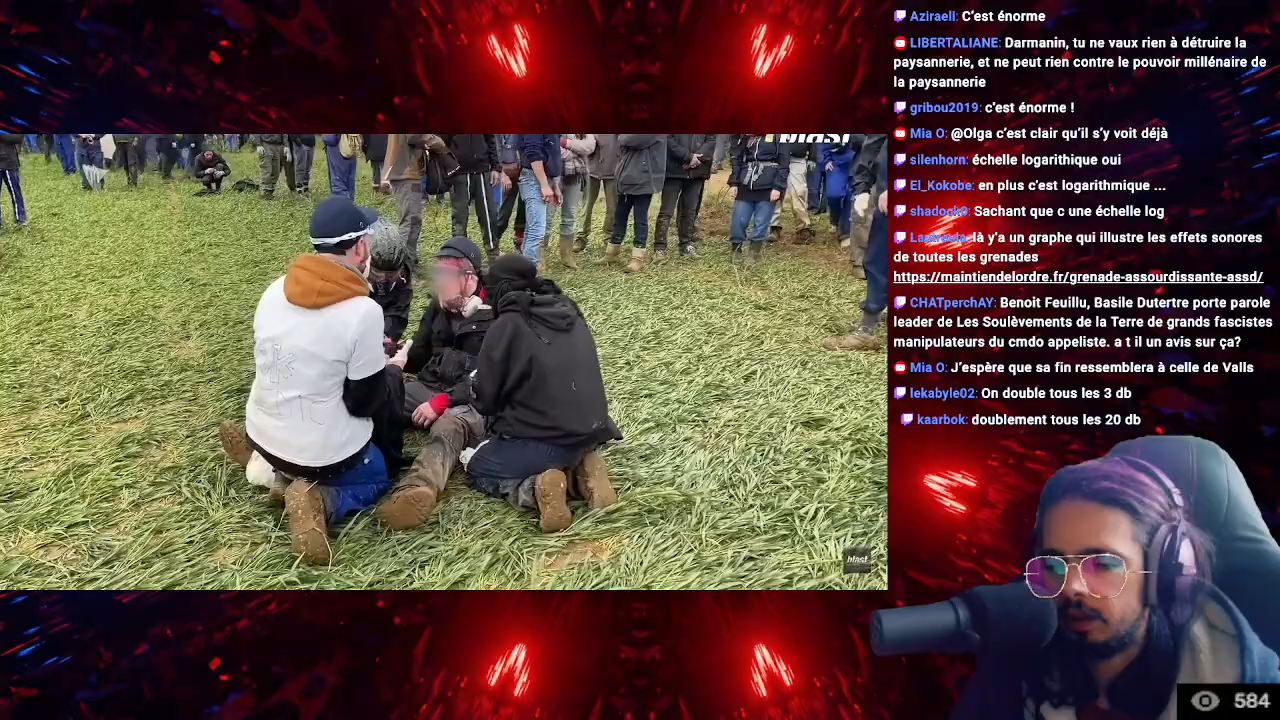 Aziraell: C'est énorme
LIBERTALIANE: Darmanin, tu ne vaux rien à détruire la
paysannerie, et ne peut rien contre le pouvoir millénaire de
la paysannerie
gribou2019: c'est énorme !
Mia O: @Olga c'est clair qu'il s'y voit déjà
silenhorn: échelle logarithique oui
El_Kokobe: en plus c'est logarithmique ...
Sachant que c une échelle log
là y'a un graphe qui illustre les effets sonores
de toutes les grenades
https://maintiendelordre.fr/grenade-assourdissante-assd/
CHATperchAY: Benoit Feuillu, Basile Dutertre porte parole
leader de Les Soulèvements de la Terre de grands fascistes
manipulateurs du cmdo appeliste. a t il un avis sur ça?
Mia O: J'espère que sa fin ressemblera à celle de Valls
lekabyle02: On double tous les 3 db
kaarbok: doublement tous les 20 db
blast
blast
584